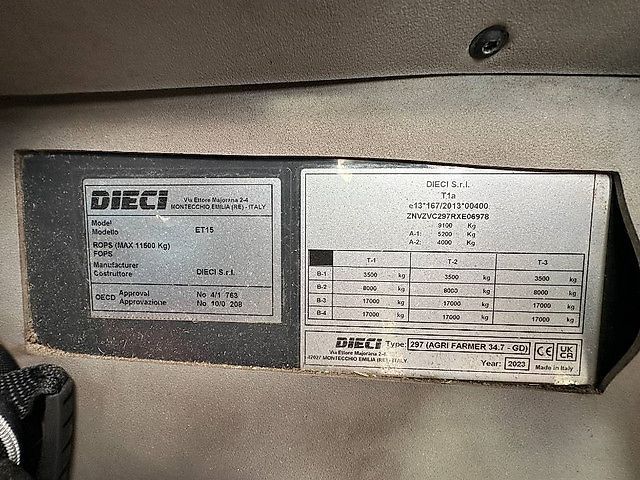 DIECI
Via Ettore Majorana 2-4
MONTECCHIO EMILIA (RE) - ITALY
Model
Modello ET15
ROPS (MAX 11500 Kg)
FOPS
Manufacturer
Costruttore DIECI S.r.l.
OECD Approval No 4/1 763
Approvazione No 10/0 208
DIECI S.r.l.
T1a
e13*167/2013*00400
ZNVZVC297RXE06978
9100 kg
A-1: 5200 kg
A-2: 4000 kg
T-1 T-2 T-3
B-1 3500 kg 3500 kg 3500 kg
B-2 8000 kg 8000 kg 8000 kg
B-3 17000 kg 17000 kg 17000 kg
B-4 17000 kg 17000 kg 17000 kg
DIECI Type: 297 (AGRI FARMER 34.7 - GD)
Via Ettore Majorana 2-4
42027 MONTECCHIO EMILIA (RE) - ITALY
Year: 2023
CE UK CA
Made in Italy